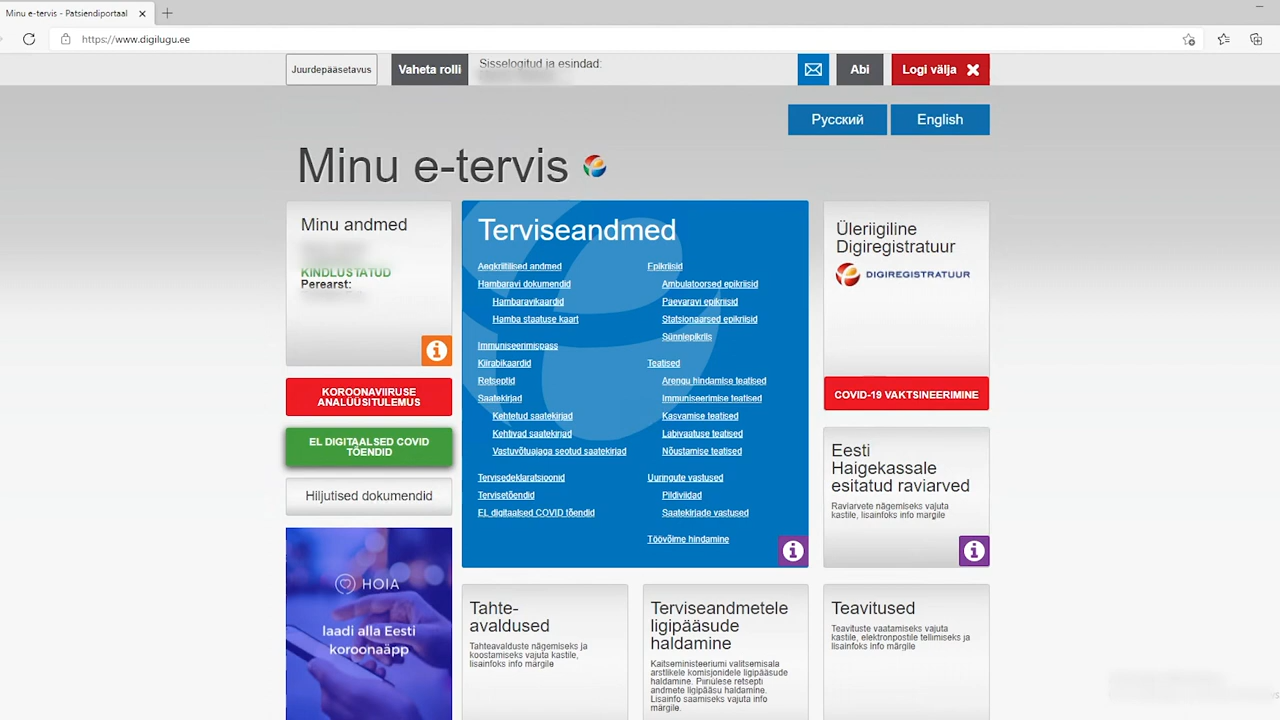 Minu e-tervis - Patsiendiportaal
https://www.digilugu.ee
Juurdepääsetavus
Vaheta rolli
Sisselogitud ja esindad:
Abi
Logi välja
Русский
English
Minu e-tervis
Minu andmed
KINDLUSTATUD
Perearst:
KOROONAVIIRUSE
ANALÜÜSITULEMUS
EL DIGITAALSED COVID
TÕENDID
Hiljutised dokumendid
HOIA
laadi alla Eesti
koroonaäpp
Terviseandmed
Aegkriitilised andmed
Hambaravi dokumendid
Hambaravikaardid
Hamba staatuse kaart
Immuniseerimispass
Kiirabikaardid
Retseptid
Saatekirjad
Kehtetud saatekirjad
Kehtivad saatekirjad
Vastuvõtuajaga seotud saatekirjad
Tervisedeklaratsioonid
Tervisetõendid
EL digitaalsed COVID tõendid
Epikriisid
Ambulatoorsed epikriisid
Päevaravi epikriisid
Statsionaarsed epikriisid
Sünniepikriis
Teatised
Arengu hindamise teatised
Immuniseerimise teatised
Kasvamise teatised
Läbivaatuse teatised
Nõustamise teatised
Uuringute vastused
Pildiviidad
Saatekirjade vastused
Töövõime hindamine
Üleriigiline
Digiregistratuur
DIGIREGISTRATUUR
COVID-19 VAKTSINEERIMINE
Eesti
Haigekassale
esitatud raviarved
Raviarvete nägemiseks vajuta
kastile, lisainfoks info märgile
Tahte-
avaldused
Tahteavalduste nägemiseks ja
koostamiseks vajuta kastile,
lisainfoks info märgile
Terviseandmetele
ligipääsude
haldamine
Kaitseministeeriumi valitsemisala
arstlikele komisjonidele ligipääsude
haldamine. Piiriülese retsepti
andmete ligipääsu haldamine.
Lisainfo saamiseks vajuta info
märgile.
Teavitused
Teavituste vaatamiseks vajuta
kastile, elektronpostile tellimiseks ja
lisainfoks info märgile